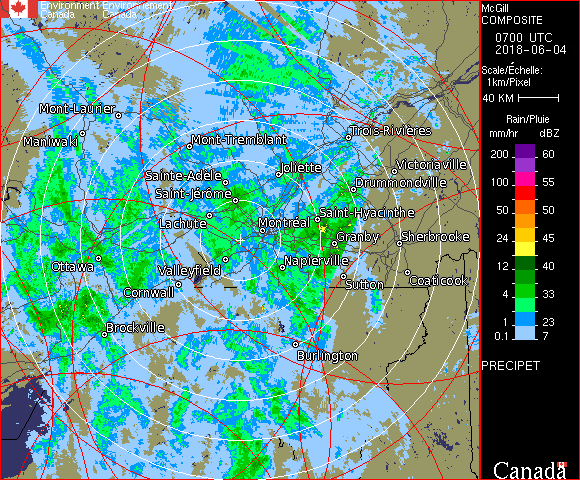 Environment Environnement
Canada Canada
Mont-Laurier
Maniwaki
Mont-Tremblant
Trois-Rivières
Sainte-Adèle
Joliette
Victoriaville
Drummondville
Saint-Jérôme
Lachute
Montréal
Saint-Hyacinthe
Granby
Sherbrooke
Ottawa
Valleyfield
Napierville
Cornwall
Sutton
Coaticook
Brockville
Burlington
McGill
COMPOSITE
0700 UTC
2018-06-04
Scale/Échelle:
1km/Pixel
40 KM
Rain/Pluie
mm/hr dBZ
200 60
100 55
50 50
24 45
12 40
4 33
1 23
0.1 7
PRECIPET
Canada